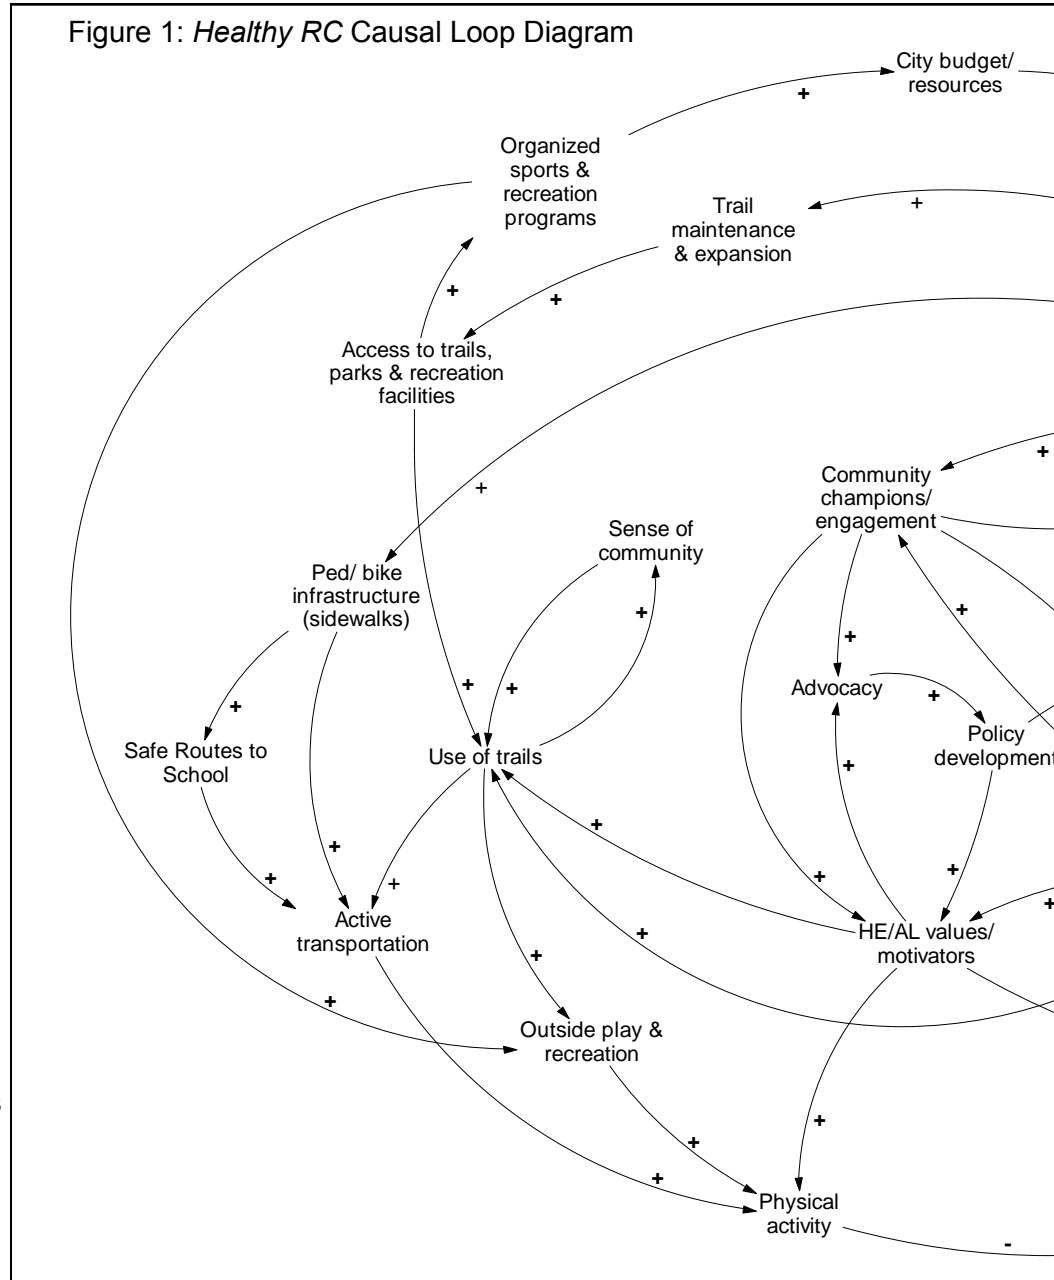 Figure 1: Healthy RC Causal Loop Diagram
City budget/
resources
+
Organized
sports &
recreation
programs
Trail
maintenance
& expansion
+
+
+
Access to trails,
parks & recreation
facilities
+
Community
champions/
engagement
+
Sense of
community
Ped/ bike
infrastructure
(sidewalks)
+
+
+
+
+
Advocacy
+
+
Policy
development
Safe Routes to
School
Use of trails
+
+
+
+
+
+
+
+
+
Active
transportation
HE/AL values/
motivators
+
+
+
Outside play &
recreation
+
+
+
Physical
activity
-